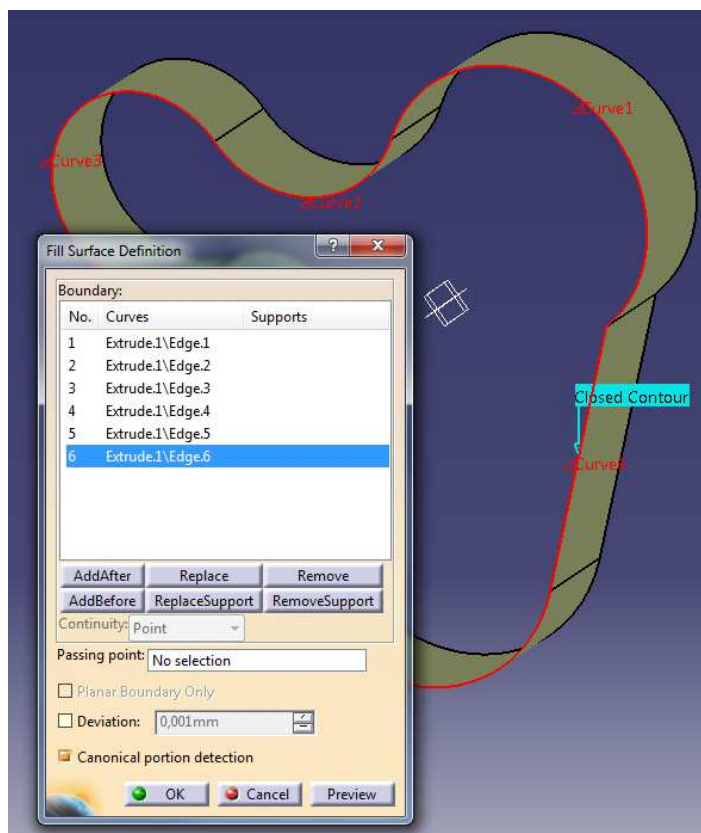 Curve1
Curve3
Curve2
Fill Surface Definition
Boundary:
No. Curves Supports
1 Extrude.1\Edge.1
2 Extrude.1\Edge.2
3 Extrude.1\Edge.3
4 Extrude.1\Edge.4
5 Extrude.1\Edge.5
6 Extrude.1\Edge.6
Closed Contour
AddAfter Replace Remove
AddBefore ReplaceSupport RemoveSupport
Continuity: Point
Passing point: No selection
Planar Boundary Only
Deviation: 0,001mm
Canonical portion detection
OK Cancel Preview